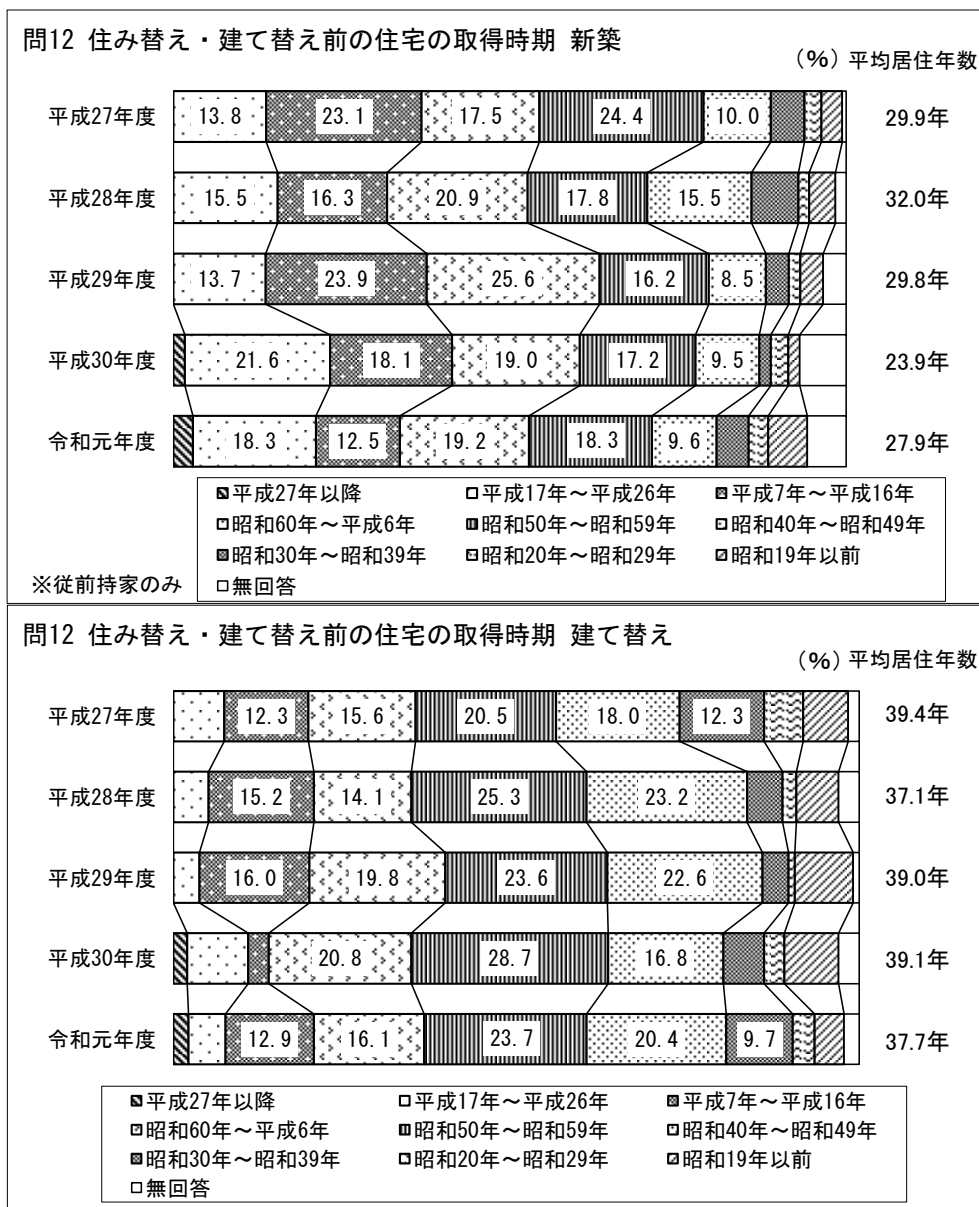 問12 住み替え・建て替え前の住宅の取得時期 新築
(%) 平均居住年数
平成27年度 13.8 23.1 17.5 24.4 10.0 29.9年
平成28年度 15.5 16.3 20.9 17.8 15.5 32.0年
平成29年度 13.7 23.9 25.6 16.2 8.5 29.8年
平成30年度 21.6 18.1 19.0 17.2 9.5 23.9年
令和元年度 18.3 12.5 19.2 18.3 9.6 27.9年
平成27年以降 平成17年～平成26年 平成7年～平成16年
昭和60年～平成6年 昭和50年～昭和59年 昭和40年～昭和49年
昭和30年～昭和39年 昭和20年～昭和29年 昭和19年以前
※従前持家のみ 無回答
問12 住み替え・建て替え前の住宅の取得時期 建て替え
(%) 平均居住年数
平成27年度 12.3 15.6 20.5 18.0 12.3 39.4年
平成28年度 15.2 14.1 25.3 23.2 37.1年
平成29年度 16.0 19.8 23.6 22.6 39.0年
平成30年度 20.8 28.7 16.8 39.1年
令和元年度 12.9 16.1 23.7 20.4 9.7 37.7年
平成27年以降 平成17年～平成26年 平成7年～平成16年
昭和60年～平成6年 昭和50年～昭和59年 昭和40年～昭和49年
昭和30年～昭和39年 昭和20年～昭和29年 昭和19年以前
無回答